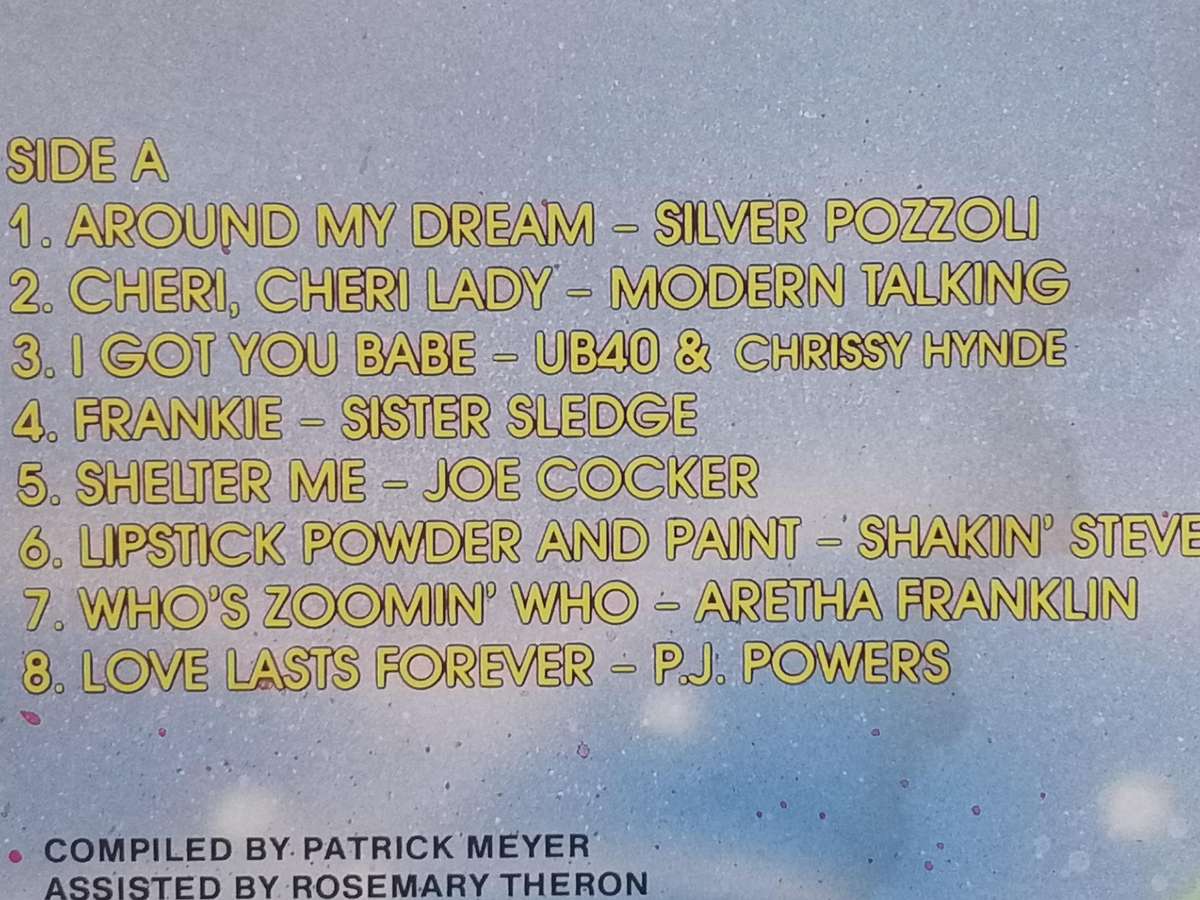 SIDE A
1. AROUND MY DREAM – SILVER POZZOLI
2. CHERI, CHERI LADY – MODERN TALKING
3. I GOT YOU BABE – UB40 & CHRISSY HYNDE
4. FRANKIE – SISTER SLEDGE
5. SHELTER ME – JOE COCKER
6. LIPSTICK POWDER AND PAINT – SHAKIN' STEVE
7. WHO'S ZOOMIN' WHO – ARETHA FRANKLIN
8. LOVE LASTS FOREVER – P.J. POWERS
COMPILED BY PATRICK MEYER
ASSISTED BY ROSEMARY THERON